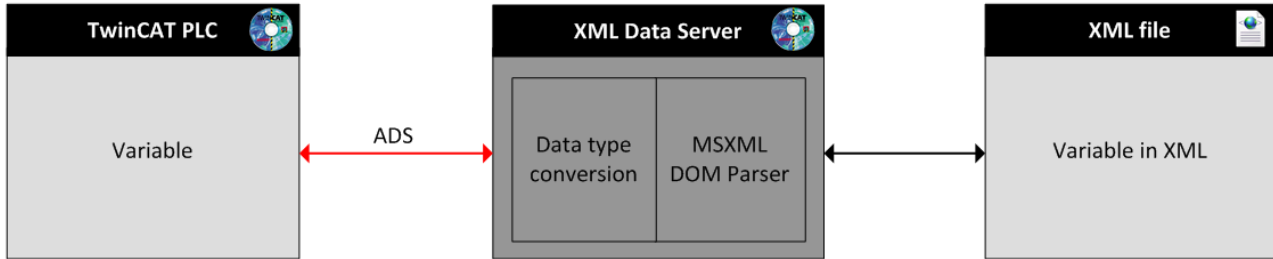 TwinCAT PLC
XML Data Server
XML file
Variable
ADS
Data type
conversion
MSXML
DOM Parser
Variable in XML